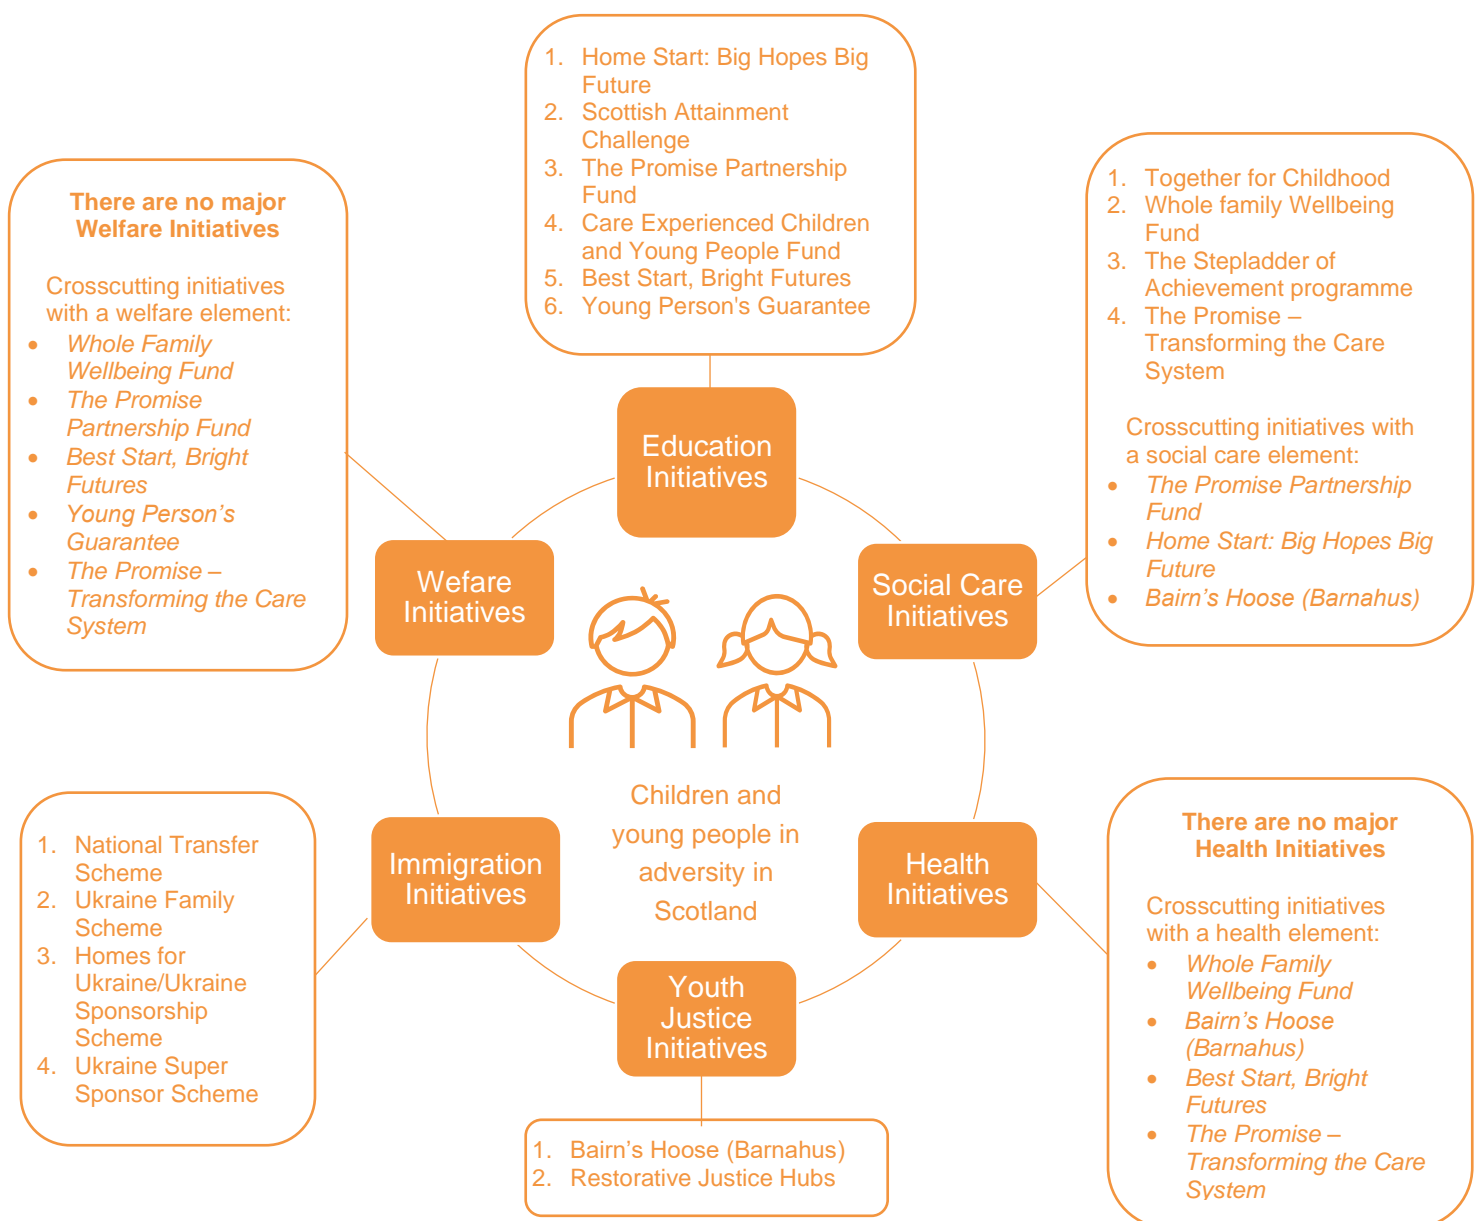 1. Home Start: Big Hopes Big
Future
2. Scottish Attainment
Challenge
3. The Promise Partnership
Fund
4. Care Experienced Children
and Young People Fund
5. Best Start, Bright Futures
6. Young Person's Guarantee
There are no major
Welfare Initiatives
Crosscutting initiatives
with a welfare element:
• Whole Family
Wellbeing Fund
• The Promise
Partnership Fund
• Best Start, Bright
Futures
• Young Person’s
Guarantee
• The Promise –
Transforming the Care
System
1. Together for Childhood
2. Whole family Wellbeing
Fund
3. The Stepladder of
Achievement programme
4. The Promise –
Transforming the Care
System
Crosscutting initiatives with
a social care element:
• The Promise Partnership
Fund
• Home Start: Big Hopes Big
Future
• Bairn’s Hoose (Barnahus)
Education
Initiatives
Wefare
Initiatives
Social Care
Initiatives
Children and
young people in
adversity in
Scotland
Immigration
Initiatives
Health
Initiatives
Youth
Justice
Initiatives
1. National Transfer
Scheme
2. Ukraine Family
Scheme
3. Homes for
Ukraine/Ukraine
Sponsorship
Scheme
4. Ukraine Super
Sponsor Scheme
There are no major
Health Initiatives
Crosscutting initiatives
with a health element:
• Whole Family
Wellbeing Fund
• Bairn’s Hoose
(Barnahus)
• Best Start, Bright
Futures
• The Promise –
Transforming the Care
System
1. Bairn’s Hoose (Barnahus)
2. Restorative Justice Hubs